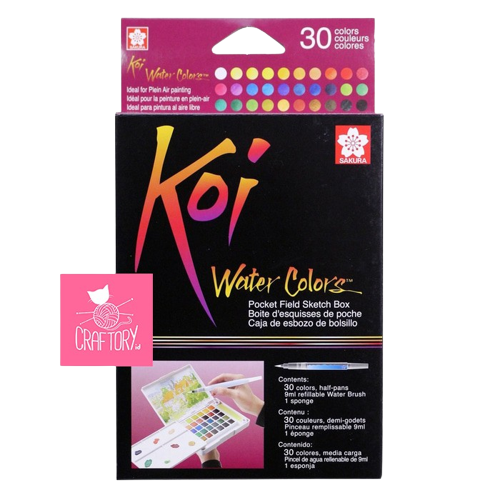 30 colors
couleurs
colores
SAKURA
Koi
Water Colors™
Ideal for Plein Air painting
Idéal pour la peinture en plein-air
Ideal para pintura al aire libre
SAKURA
Koi
Water Colors™
Pocket Field Sketch Box
Boite d'esquisses de poche
Caja de esbozo de bolsillo
CRAFTORY
Contents:
30 colors, half-pans
9ml refillable Water Brush
1 sponge
Contenu :
30 couleurs, demi-godets
Pinceau remplissable 9ml
1 éponge
Contenido:
30 colores, media carga
Pincel de agua rellenable de 9ml
1 esponja